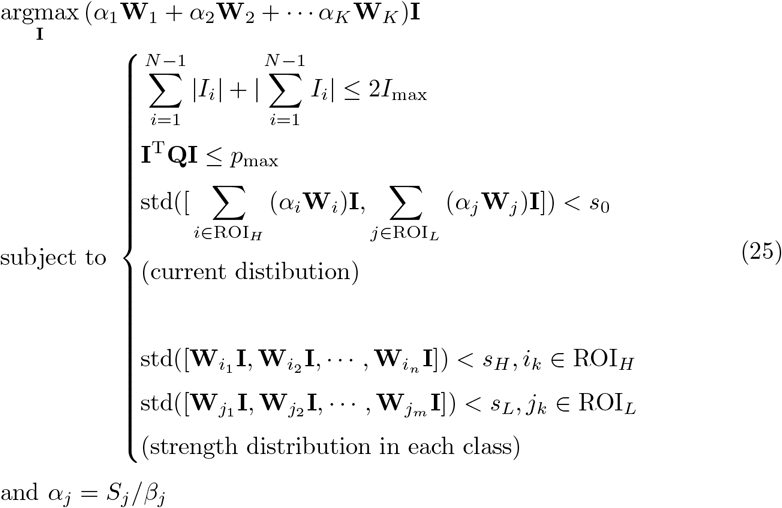 argmax_I (α₁W₁ + α₂W₂ + ⋯ α_K W_K)I
∑_{i=1}^{N−1} |I_i| + | ∑_{i=1}^{N−1} I_i | ≤ 2I_max
I^T QI ≤ p_max
std([ ∑_{i∈ROI_H} (α_i W_i)I, ∑_{j∈ROI_L} (α_j W_j)I]) < s₀
subject to (25)
(current distibution)
std([W_{i₁}I, W_{i₂}I, ⋯ , W_{i_n}I]) < s_H, i_k ∈ ROI_H
std([W_{j₁}I, W_{j₂}I, ⋯ , W_{j_m}I]) < s_L, j_k ∈ ROI_L
(strength distribution in each class)
and α_j = S_j/β_j